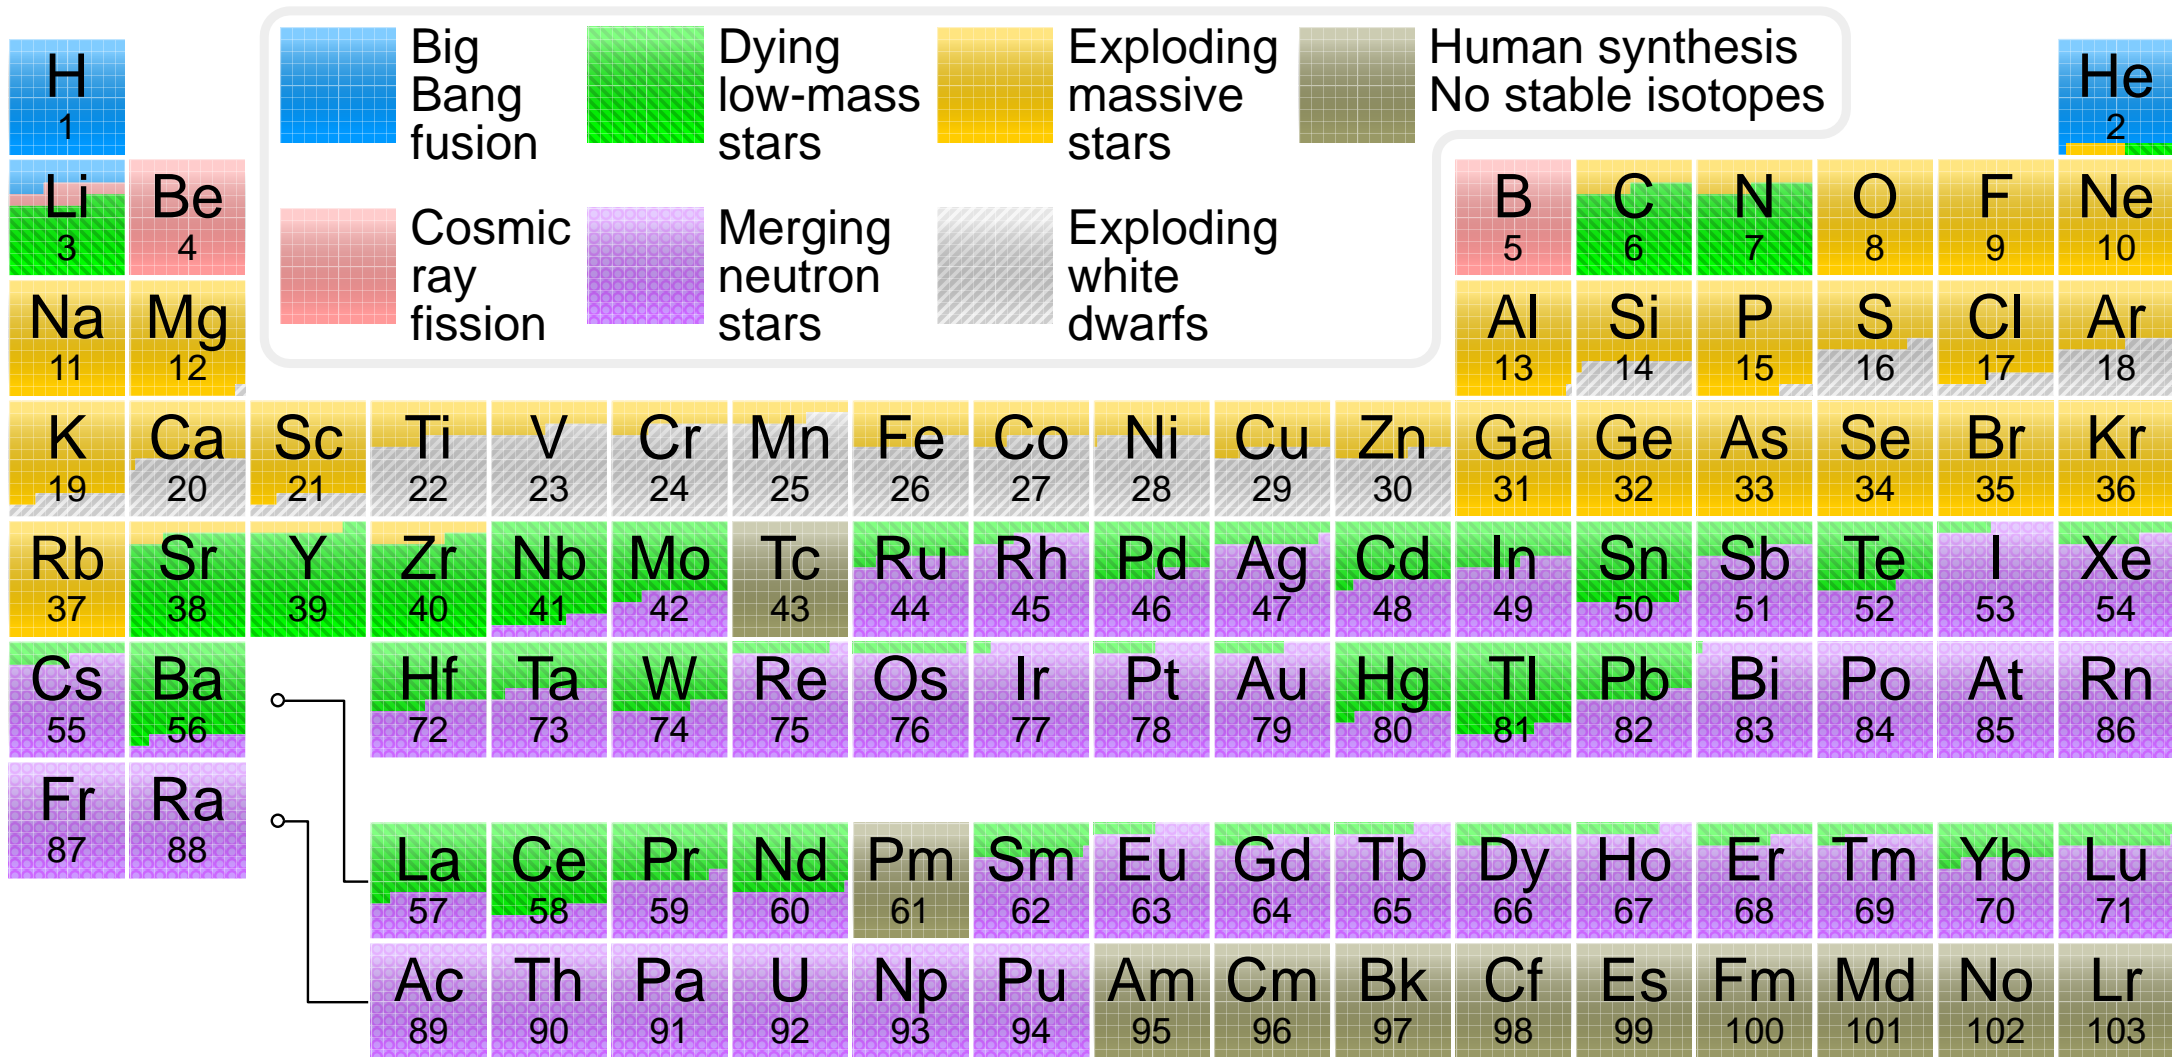 Big
Bang
fusion
Dying
low-mass
stars
Exploding
massive
stars
Human synthesis
No stable isotopes
Cosmic
ray
fission
Merging
neutron
stars
Exploding
white
dwarfs
H He
1 2
Li Be B C N O F Ne
3 4 5 6 7 8 9 10
Na Mg Al Si P S Cl Ar
11 12 13 14 15 16 17 18
K Ca Sc Ti V Cr Mn Fe Co Ni Cu Zn Ga Ge As Se Br Kr
19 20 21 22 23 24 25 26 27 28 29 30 31 32 33 34 35 36
Rb Sr Y Zr Nb Mo Tc Ru Rh Pd Ag Cd In Sn Sb Te I Xe
37 38 39 40 41 42 43 44 45 46 47 48 49 50 51 52 53 54
Cs Ba Hf Ta W Re Os Ir Pt Au Hg Tl Pb Bi Po At Rn
55 56 72 73 74 75 76 77 78 79 80 81 82 83 84 85 86
Fr Ra
87 88
La Ce Pr Nd Pm Sm Eu Gd Tb Dy Ho Er Tm Yb Lu
57 58 59 60 61 62 63 64 65 66 67 68 69 70 71
Ac Th Pa U Np Pu Am Cm Bk Cf Es Fm Md No Lr
89 90 91 92 93 94 95 96 97 98 99 100 101 102 103